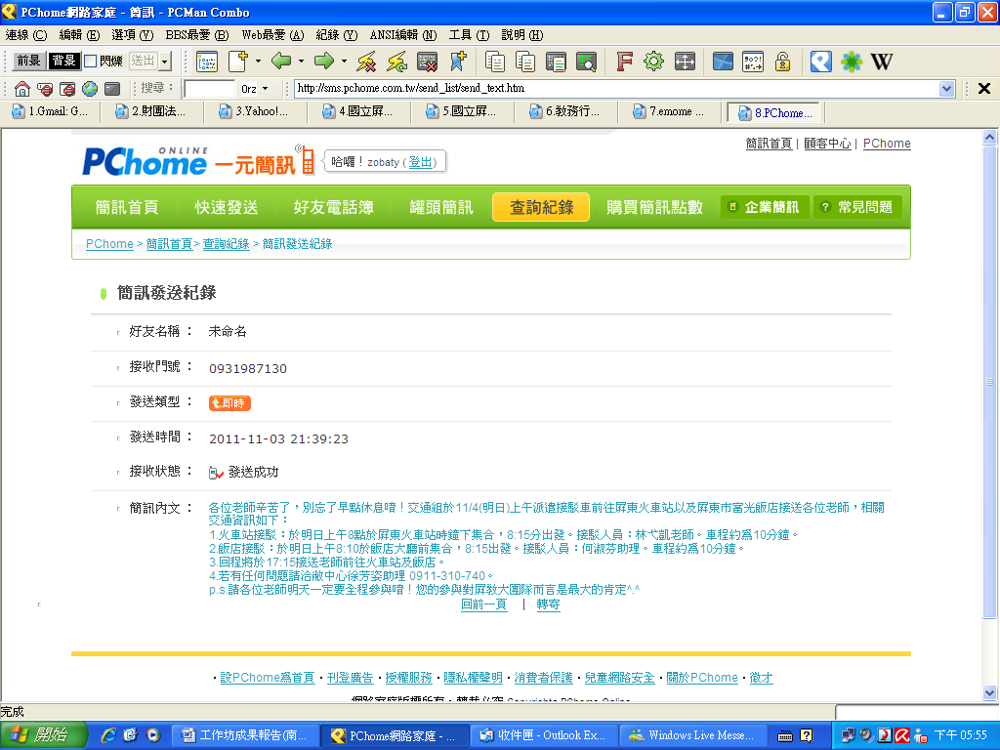 PChome網路家庭 - 簡訊 - PCMan Combo
連線 (C) 編輯 (E) 選項 (V) BBS最愛 (B) Web最愛 (A) 紀錄 (Y) ANSI編輯 (N) 工具 (T) 說明 (H)
前景 背景 閃爍 送出
搜尋： Orz http://sms.pchome.com.tw/send_list/send_text.htm
1.Gmail: G... 2.財團法... 3.Yahoo!... 4.國立屏... 5.國立屏... 6.教務行... 7.emome ... 8.PChome...
簡訊首頁 | 顧客中心 | PChome
PChome ONLINE 一元簡訊 哈囉！zobaty ( 登出)
簡訊首頁 快速發送 好友電話簿 罐頭簡訊 查詢紀錄 購買簡訊點數 企業簡訊 ? 常見問題
PChome > 簡訊首頁> 查詢紀錄 > 簡訊發送紀錄
簡訊發送紀錄
好友名稱： 未命名
接收門號： 0931987130
發送類型： 即時
發送時間： 2011-11-03 21:39:23
接收狀態： 發送成功
簡訊內文： 各位老師辛苦了，別忘了早點休息唷！交通組於11/4(明日)上午派遣接駁車前往屏東火車站以及屏東市富光飯店接送各位老師，相關
交通資訊如下：
1.火車站接駁：於明日上午8點於屏東火車站時鐘下集合，8:15分出發。接駁人員：林弋凱老師。車程約為10分鐘。
2.飯店接駁：於明日上午8:10於飯店大廳前集合，8:15出發。接駁人員：何淑芬助理。車程約為10分鐘。
3.回程將於17:15接送老師前往火車站及飯店。
4.若有任何問題請洽敝中心徐芳姿助理 0911-310-740。
p.s.請各位老師明天一定要全程參與唷！您的參與對屏教大團隊而言是最大的肯定^.^
回前一頁 | 轉寄
‧設PChome為首頁‧刊登廣告‧授權服務‧隱私權聲明‧消費者保護‧兒童網路安全‧關於PChome‧徵才
網路家庭版權所有、轉載必究 Copyrights PChome Online
完成
開始 工作坊成果報告(南... PChome網路家庭 - ... 收件匣 - Outlook Ex... Windows Live Messe... 下午 05:55